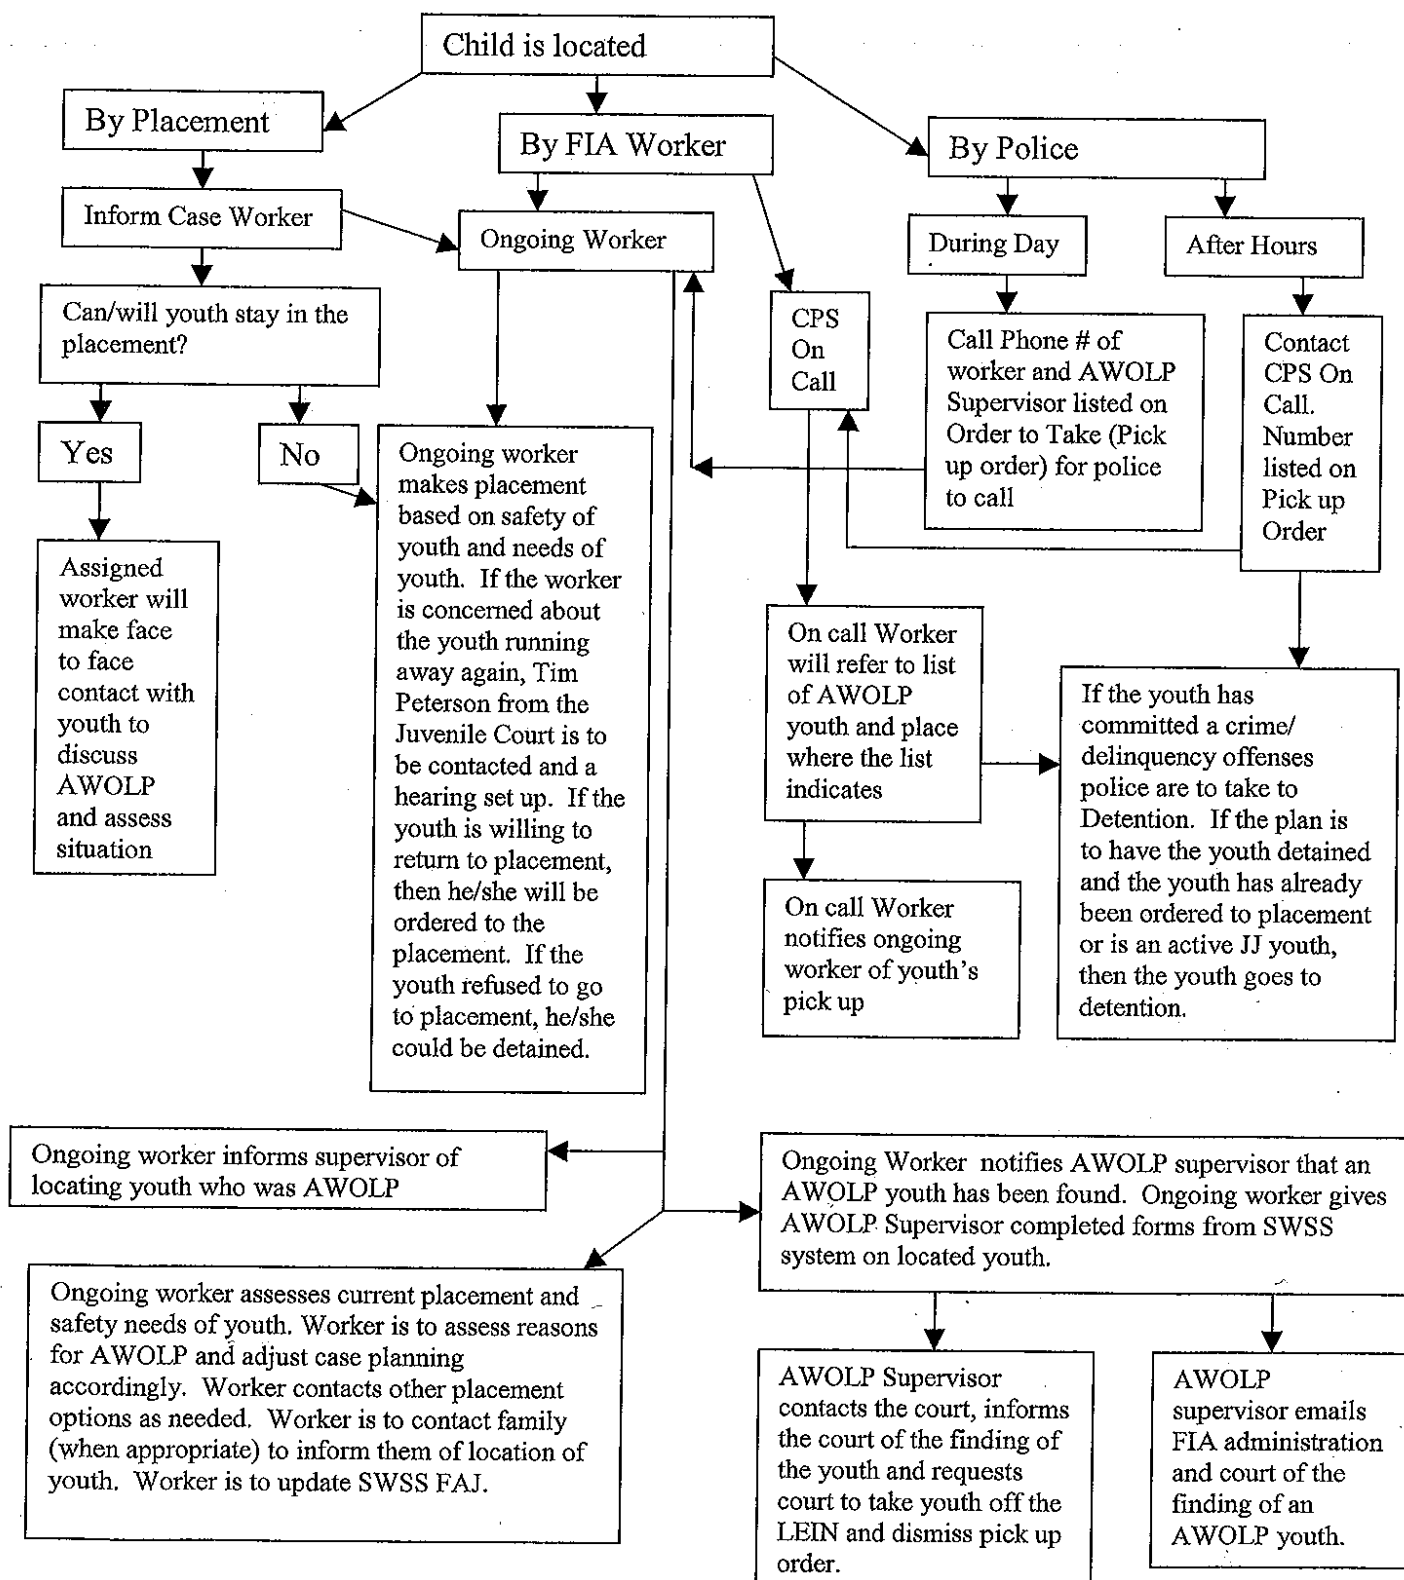 Child is located
By Placement
By FIA Worker
By Police
Inform Case Worker
Ongoing Worker
During Day
After Hours
Can/will youth stay in the
placement?
CPS
On
Call
Call Phone # of
worker and AWOLP
Supervisor listed on
Order to Take (Pick
up order) for police
to call
Contact
CPS On
Call.
Number
listed on
Pick up
Order
Yes
No
Assigned
worker will
make face
to face
contact with
youth to
discuss
AWOLP
and assess
situation
Ongoing worker
makes placement
based on safety of
youth and needs of
youth. If the worker
is concerned about
the youth running
away again, Tim
Peterson from the
Juvenile Court is to
be contacted and a
hearing set up. If the
youth is willing to
return to placement,
then he/she will be
ordered to the
placement. If the
youth refused to go
to placement, he/she
could be detained.
On call Worker
will refer to list
of AWOLP
youth and place
where the list
indicates
If the youth has
committed a crime/
delinquency offenses
police are to take to
Detention. If the plan is
to have the youth detained
and the youth has already
been ordered to placement
or is an active JJ youth,
then the youth goes to
detention.
On call Worker
notifies ongoing
worker of youth's
pick up
Ongoing worker informs supervisor of
locating youth who was AWOLP
Ongoing Worker notifies AWOLP supervisor that an
AWOLP youth has been found. Ongoing worker gives
AWOLP Supervisor completed forms from SWSS
system on located youth.
Ongoing worker assesses current placement and
safety needs of youth. Worker is to assess reasons
for AWOLP and adjust case planning
accordingly. Worker contacts other placement
options as needed. Worker is to contact family
(when appropriate) to inform them of location of
youth. Worker is to update SWSS FAJ.
AWOLP Supervisor
contacts the court, informs
the court of the finding of
the youth and requests
court to take youth off the
LEIN and dismiss pick up
order.
AWOLP
supervisor emails
FIA administration
and court of the
finding of an
AWOLP youth.